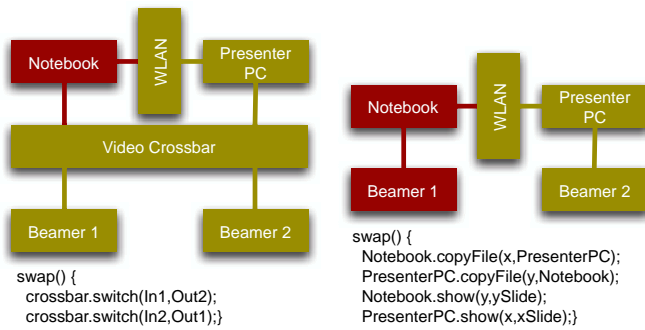 Notebook
WLAN
Presenter
PC
Video Crossbar
Beamer 1
Beamer 2
swap() {
crossbar.switch(In1,Out2);
crossbar.switch(In2,Out1);}
Notebook
WLAN
Presenter
PC
Beamer 1
Beamer 2
swap() {
Notebook.copyFile(x,PresenterPC);
PresenterPC.copyFile(y,Notebook);
Notebook.show(y,ySlide);
PresenterPC.show(x,xSlide);}